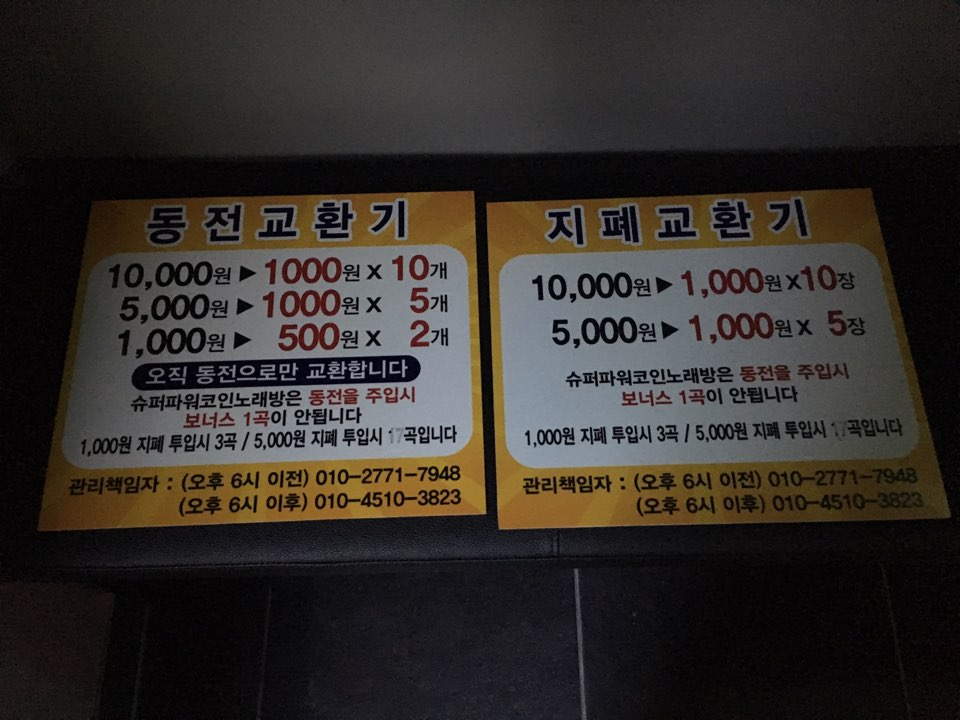 동전교환기
10,000원 ▶ 1000원 x 10개
5,000원 ▶ 1000원 x 5개
1,000원 ▶ 500원 x 2개
오직 동전으로만 교환합니다
슈퍼파워코인노래방은 동전을 주입시
보너스 1곡이 안됩니다
1,000원 지폐 투입시 3곡 / 5,000원 지폐 투입시 17곡입니다
관리책임자 : (오후 6시 이전) 010-2771-7948
(오후 6시 이후) 010-4510-3823
지폐교환기
10,000원 ▶ 1,000원 x10장
5,000원 ▶ 1,000원 x 5장
슈퍼파워코인노래방은 동전을 주입시
보너스 1곡이 안됩니다
1,000원 지폐 투입시 3곡 / 5,000원 지폐 투입시 17곡입니다
관리책임자 : (오후 6시 이전) 010-2771-7948
(오후 6시 이후) 010-4510-3823